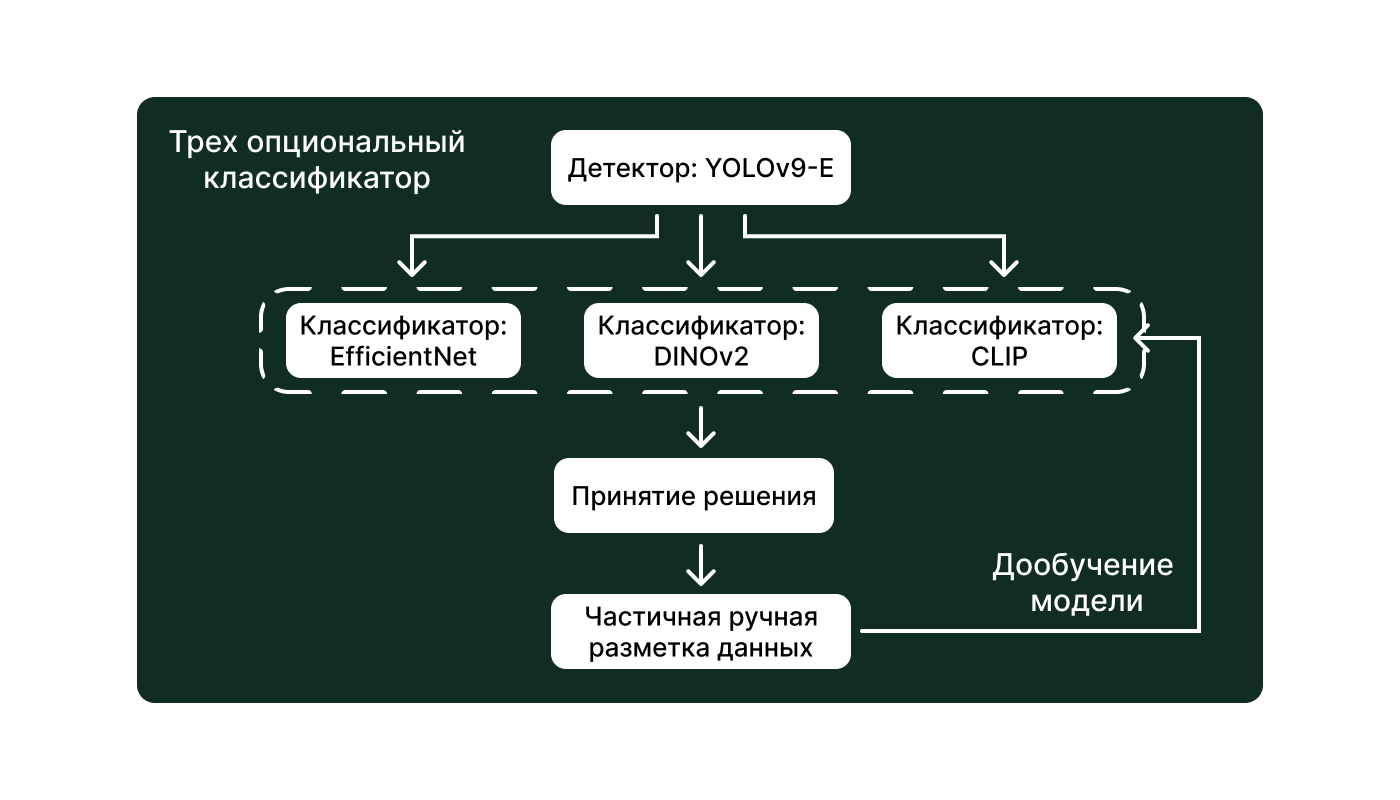 Трех опциональный
классификатор
Детектор: YOLOv9-E
Классификатор:
EfficientNet
Классификатор:
DINOv2
Классификатор:
CLIP
Принятие решения
Дообучение
модели
Частичная ручная
разметка данных